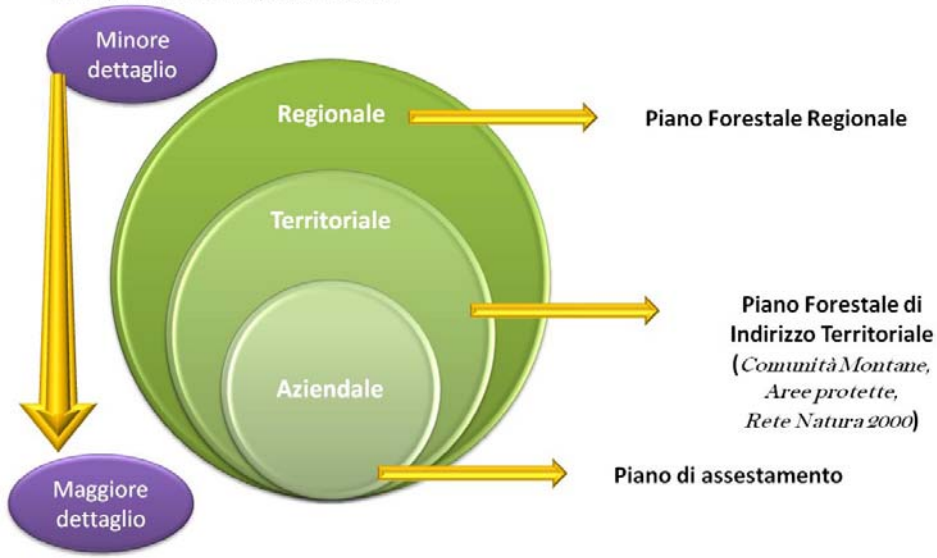 Minore
dettaglio
Regionale
Piano Forestale Regionale
Territoriale
Piano Forestale di
Indirizzo Territoriale
(Comunità Montane,
Aree protette,
Rete Natura 2000)
Aziendale
Piano di assestamento
Maggiore
dettaglio